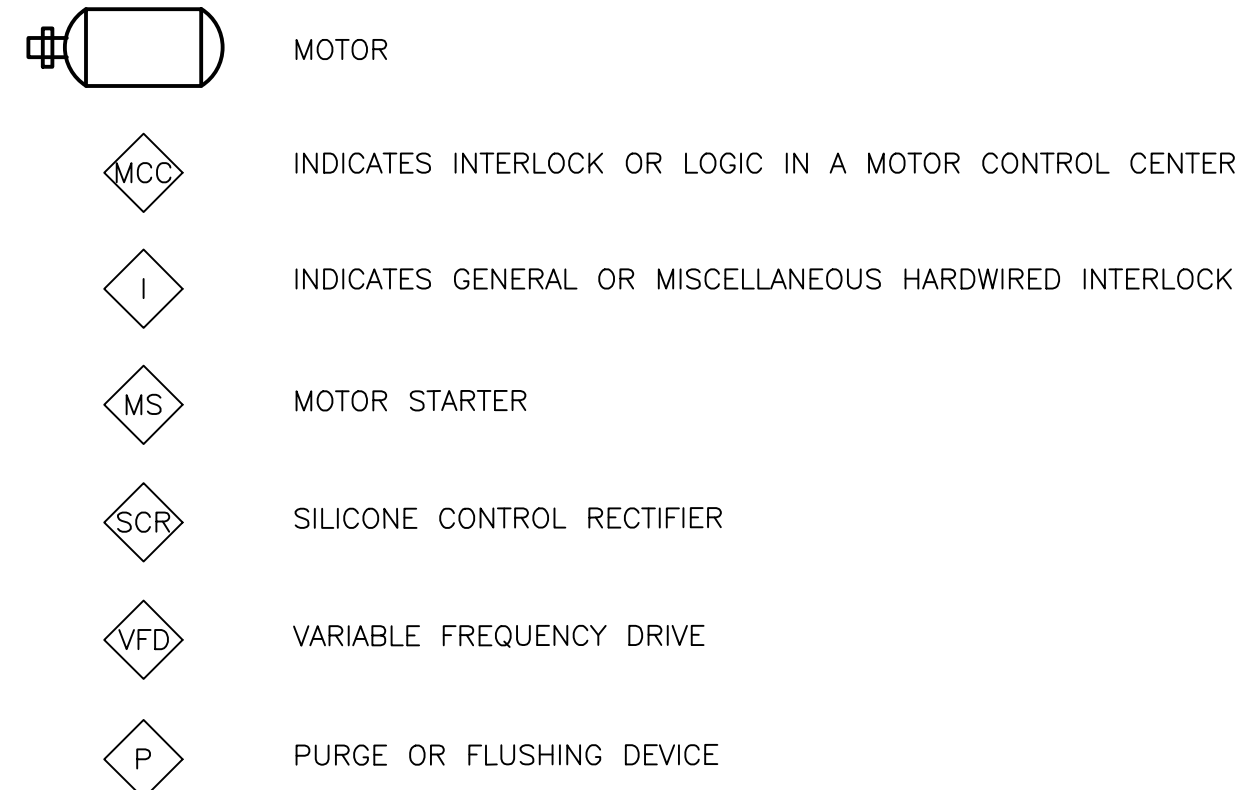 MOTOR
MCC INDICATES INTERLOCK OR LOGIC IN A MOTOR CONTROL CENTER
I INDICATES GENERAL OR MISCELLANEOUS HARDWIRED INTERLOCK
MS MOTOR STARTER
SCR SILICONE CONTROL RECTIFIER
VFD VARIABLE FREQUENCY DRIVE
P PURGE OR FLUSHING DEVICE